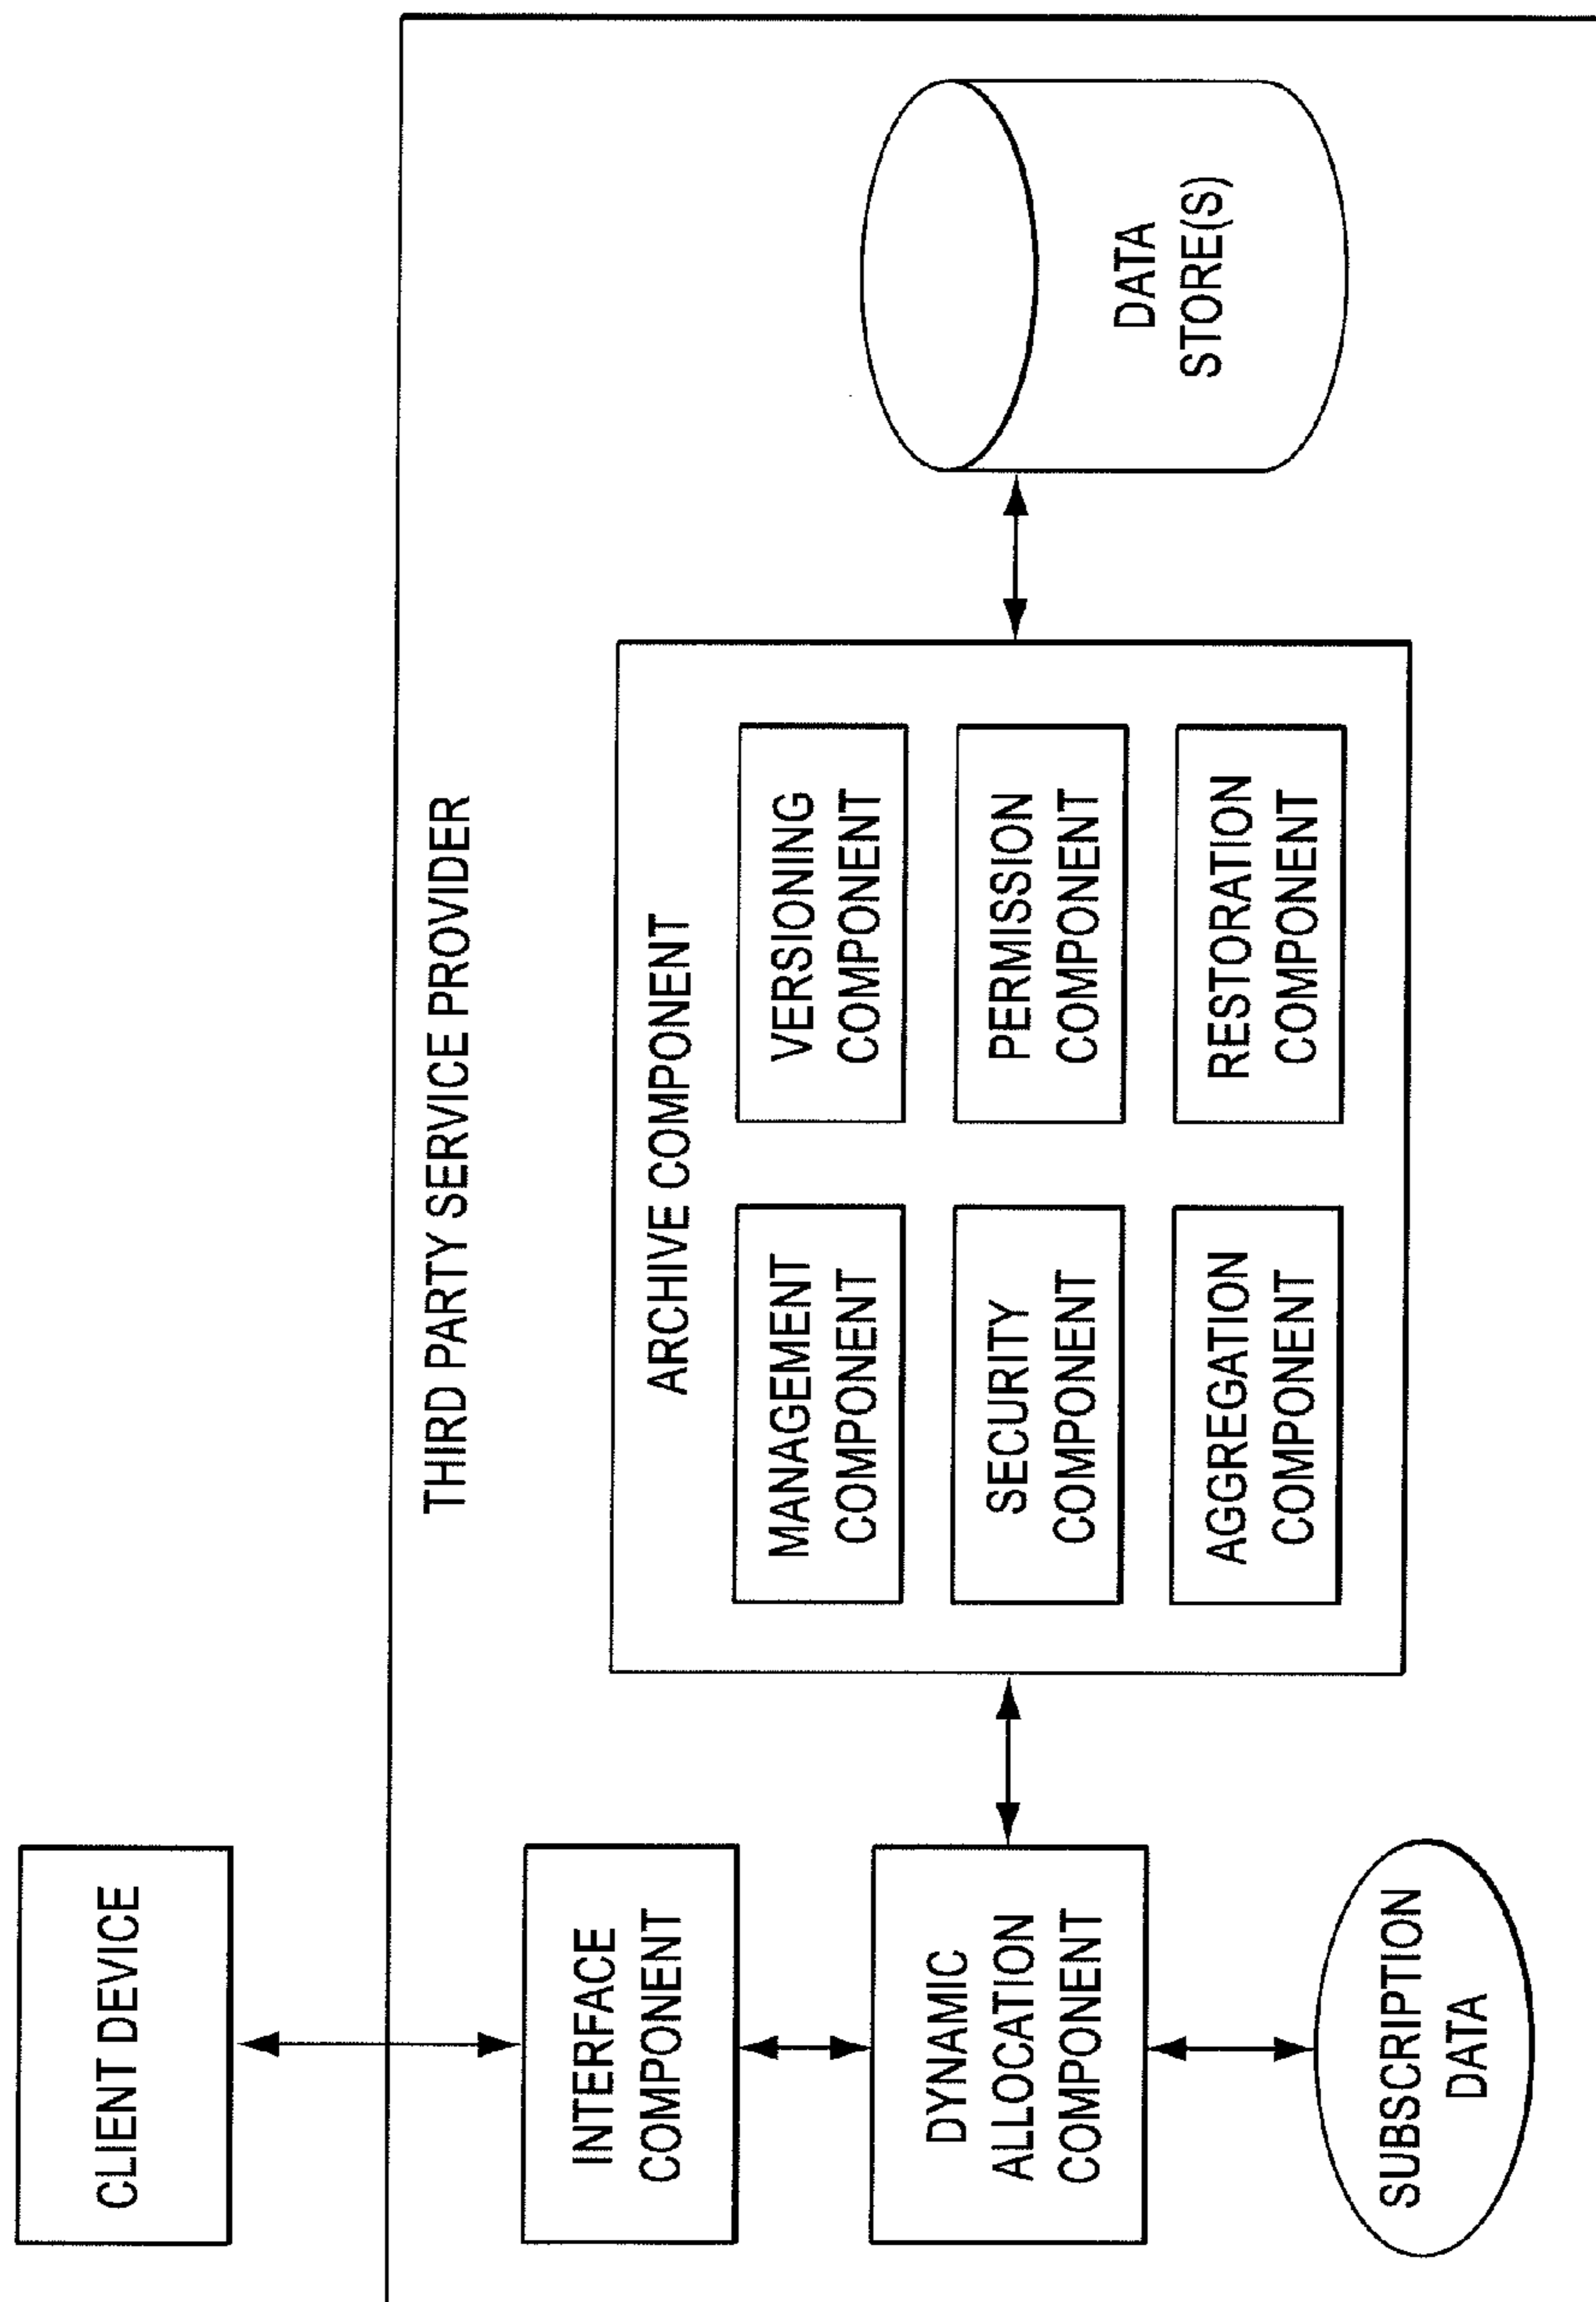 CLIENT DEVICE
THIRD PARTY SERVICE PROVIDER
INTERFACE
COMPONENT
DYNAMIC
ALLOCATION
COMPONENT
SUBSCRIPTION
DATA
ARCHIVE COMPONENT
MANAGEMENT
COMPONENT
VERSIONING
COMPONENT
SECURITY
COMPONENT
PERMISSION
COMPONENT
AGGREGATION
COMPONENT
RESTORATION
COMPONENT
DATA
STORE(S)